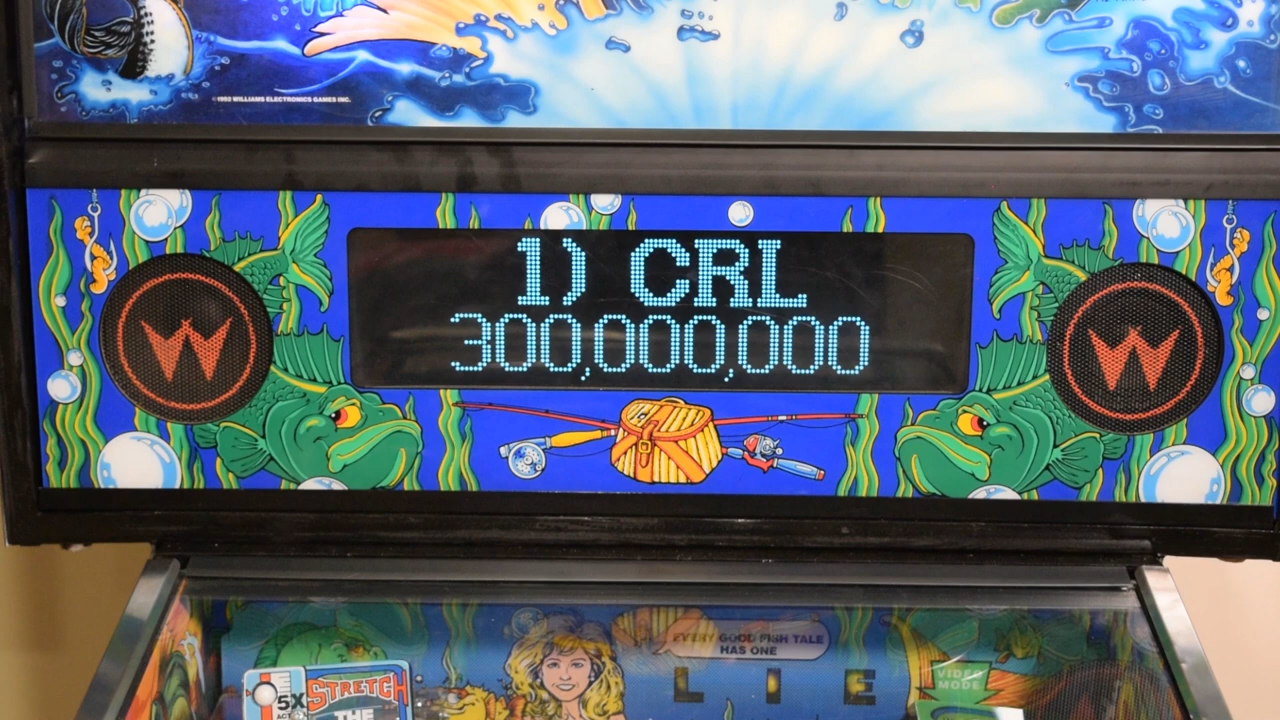 ©1992 WILLIAMS ELECTRONICS GAMES INC.
1) CRL
300,000,000
W
W
EVERY GOOD FISH TALE
HAS ONE
L I E
VIDEO
MODE
5X
STRETCH
THE